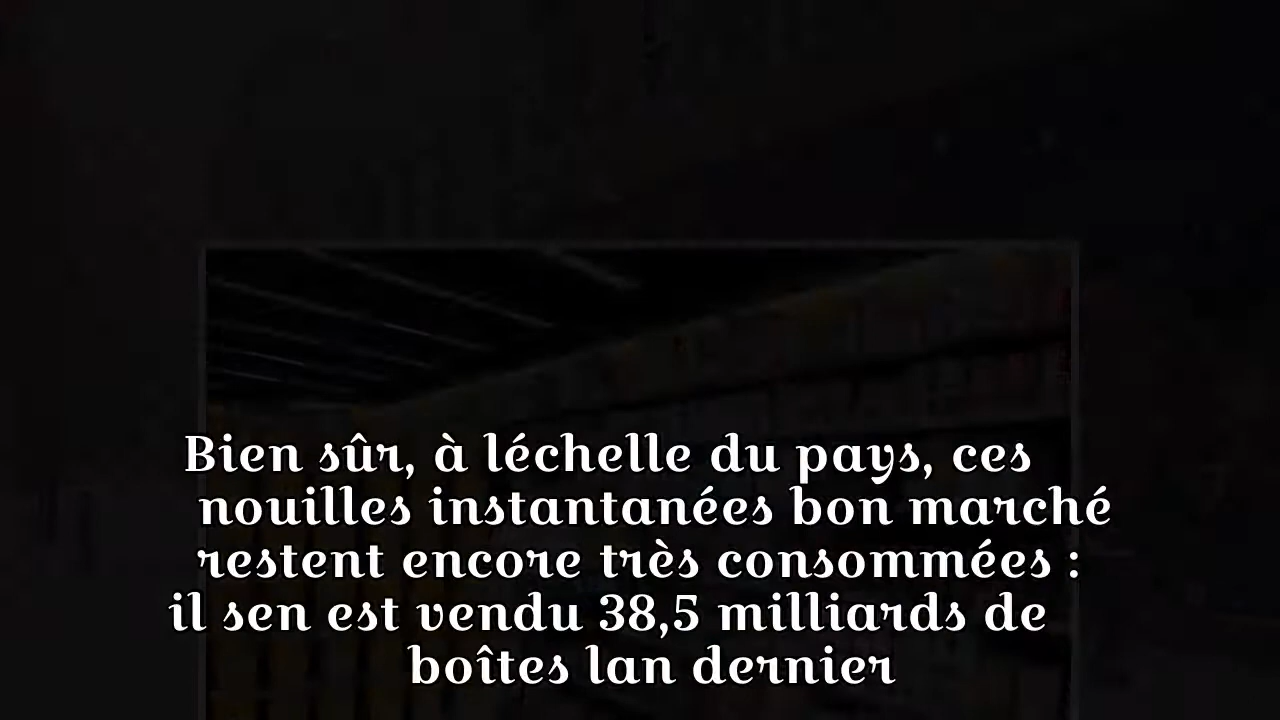 Bien sûr, à léchelle du pays, ces
nouilles instantanées bon marché
restent encore très consommées :
il sen est vendu 38,5 milliards de
boîtes lan dernier